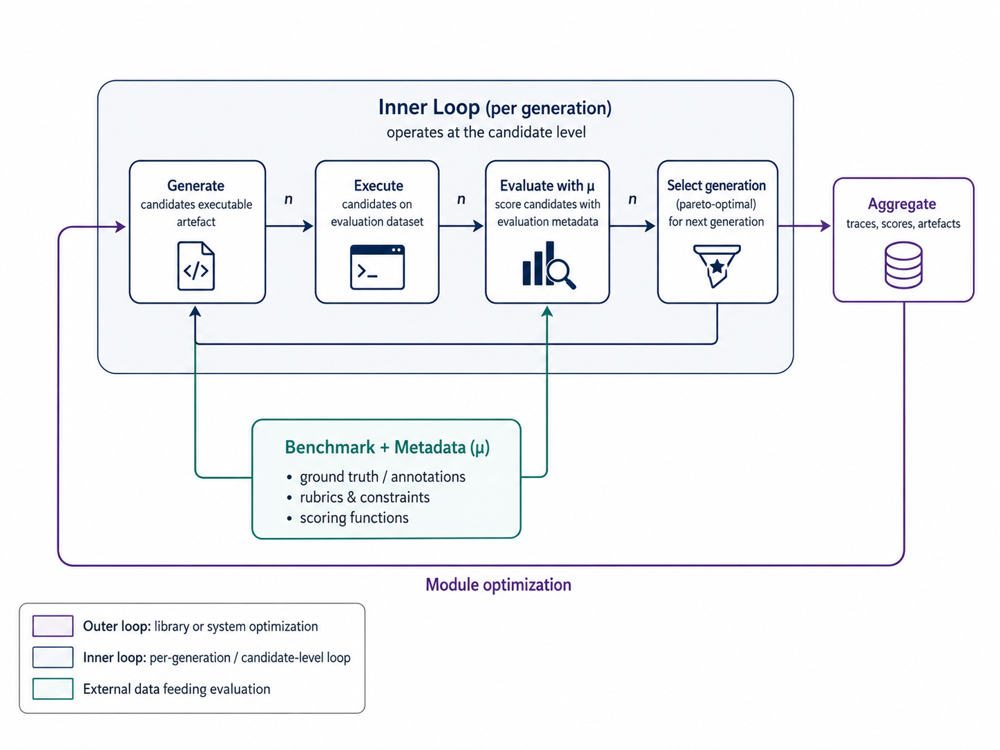 Inner Loop (per generation)
operates at the candidate level
Generate
candidates executable
artefact
</>
n
Execute
candidates on
evaluation dataset
>_
n
Evaluate with μ
score candidates with
evaluation metadata
n
Select generation
(pareto-optimal)
for next generation
Aggregate
traces, scores, artefacts
Benchmark + Metadata (μ)
• ground truth / annotations
• rubrics & constraints
• scoring functions
Module optimization
Outer loop: library or system optimization
Inner loop: per-generation / candidate-level loop
External data feeding evaluation